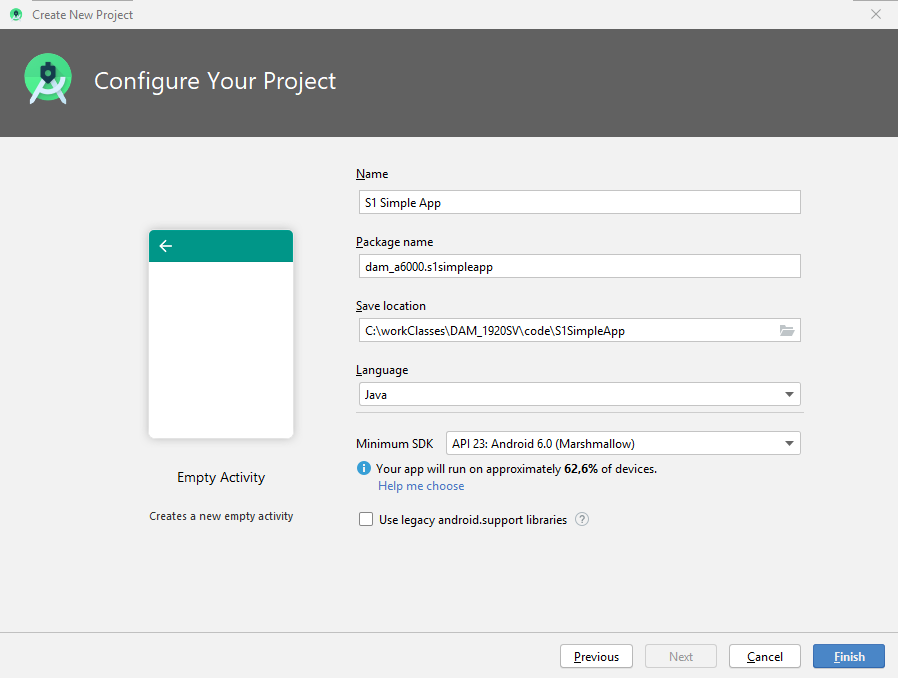 Create New Project
Configure Your Project
Name
S1 Simple App
Package name
dam_a6000.s1simpleapp
Save location
C:\workClasses\DAM_1920SV\code\S1SimpleApp
Language
Java
Minimum SDK
API 23: Android 6.0 (Marshmallow)
Your app will run on approximately 62,6% of devices.
Help me choose
Use legacy android.support libraries
?
Empty Activity
Creates a new empty activity
Previous
Next
Cancel
Finish